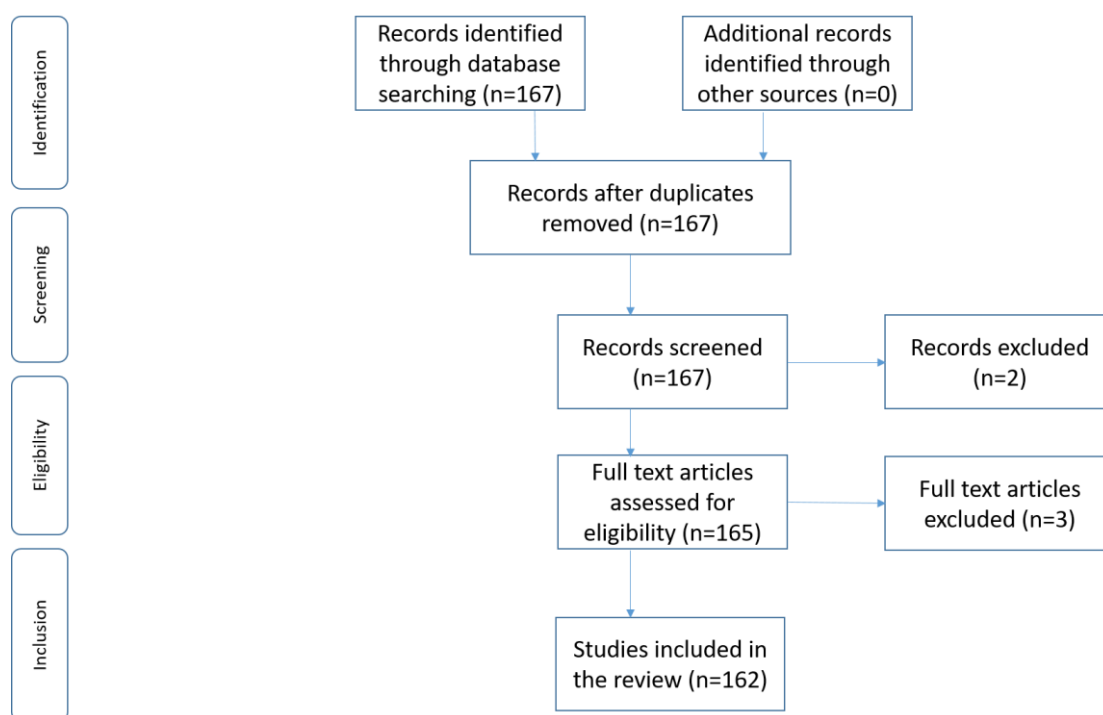 Identification
Records identified
through database
searching (n=167)
Additional records
identified through
other sources (n=0)
Records after duplicates
removed (n=167)
Screening
Records screened
(n=167)
Records excluded
(n=2)
Eligibility
Full text articles
assessed for
eligibility (n=165)
Full text articles
excluded (n=3)
Inclusion
Studies included in
the review (n=162)